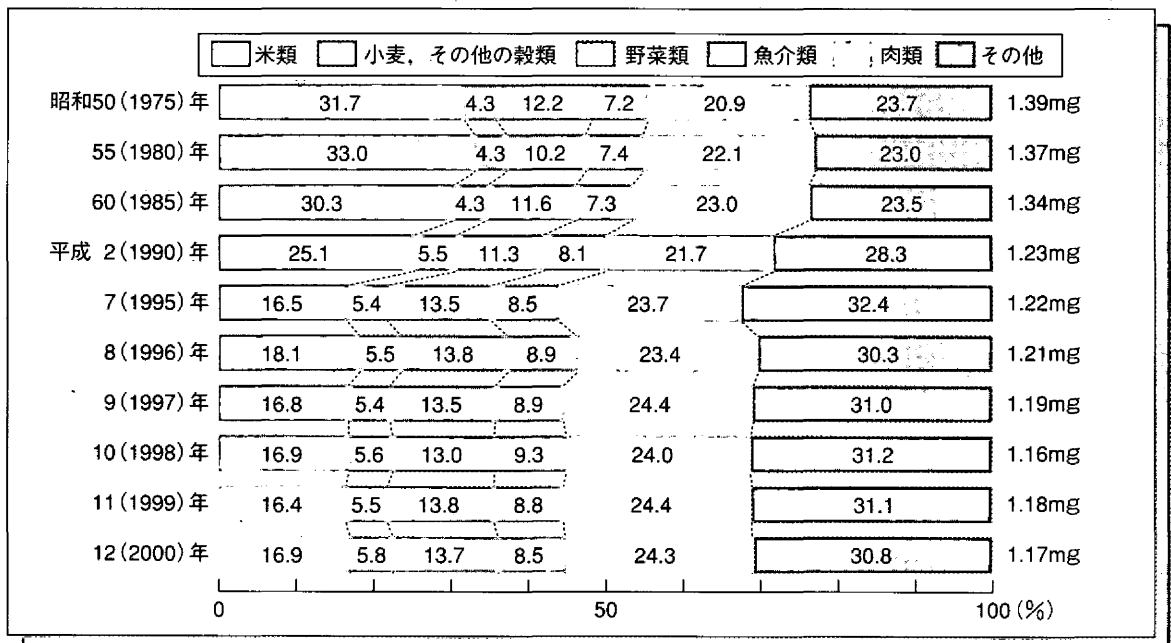 米類 小麦，その他の穀類 野菜類 魚介類 肉類 その他
昭和50(1975)年 31.7 4.3 12.2 7.2 20.9 23.7 1.39mg
55(1980)年 33.0 4.3 10.2 7.4 22.1 23.0 1.37mg
60(1985)年 30.3 4.3 11.6 7.3 23.0 23.5 1.34mg
平成 2(1990)年 25.1 5.5 11.3 8.1 21.7 28.3 1.23mg
7(1995)年 16.5 5.4 13.5 8.5 23.7 32.4 1.22mg
8(1996)年 18.1 5.5 13.8 8.9 23.4 30.3 1.21mg
9(1997)年 16.8 5.4 13.5 8.9 24.4 31.0 1.19mg
10(1998)年 16.9 5.6 13.0 9.3 24.0 31.2 1.16mg
11(1999)年 16.4 5.5 13.8 8.8 24.4 31.1 1.18mg
12(2000)年 16.9 5.8 13.7 8.5 24.3 30.8 1.17mg
0 50 100(%)